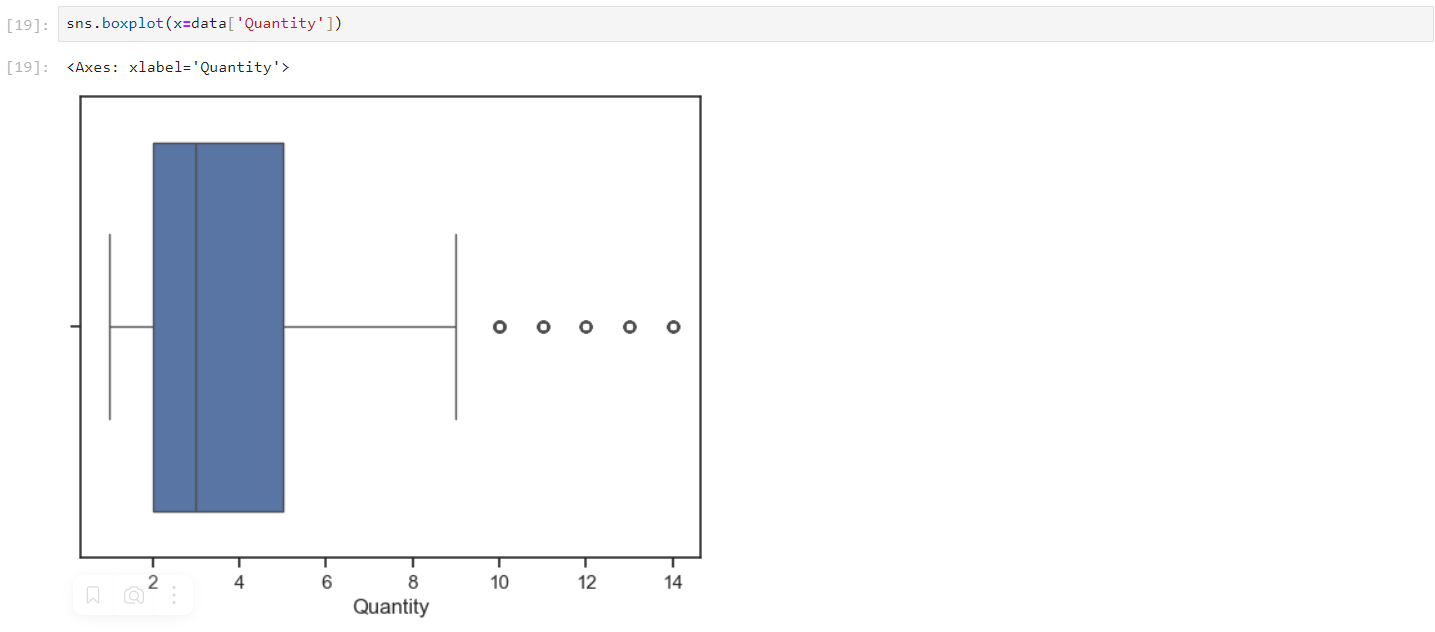 [19]: sns.boxplot(x=data['Quantity'])
[19]: <Axes: xlabel='Quantity'>
2 4 6 8 10 12 14
Quantity